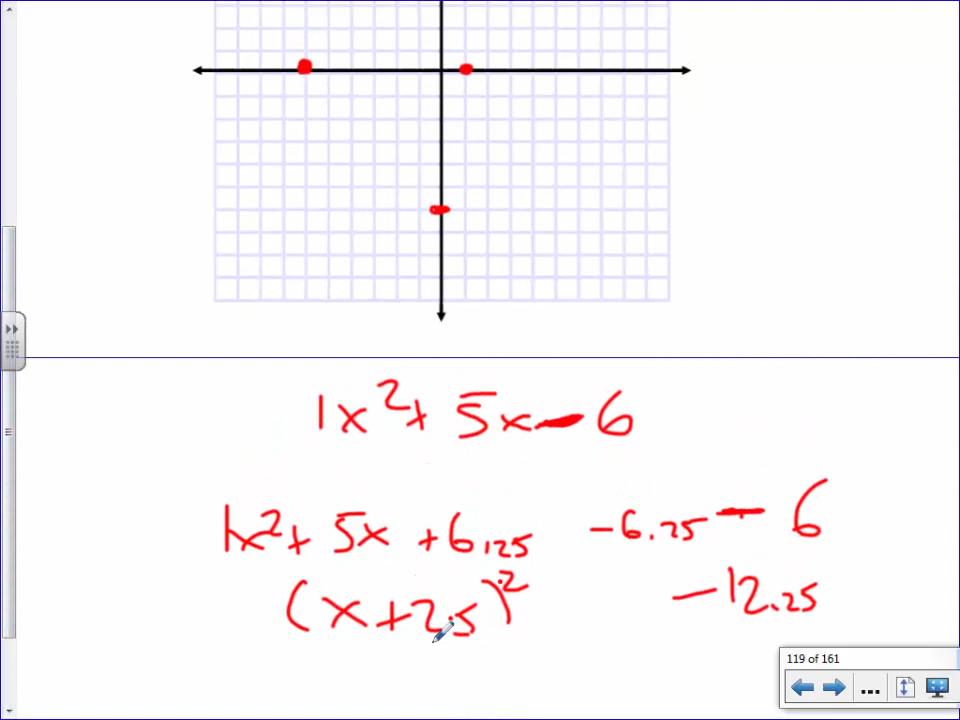 1x² + 5x - 6
1x² + 5x + 6.25 - 6.25 - 6
(x + 2.5)² - 12.25
119 of 161
...